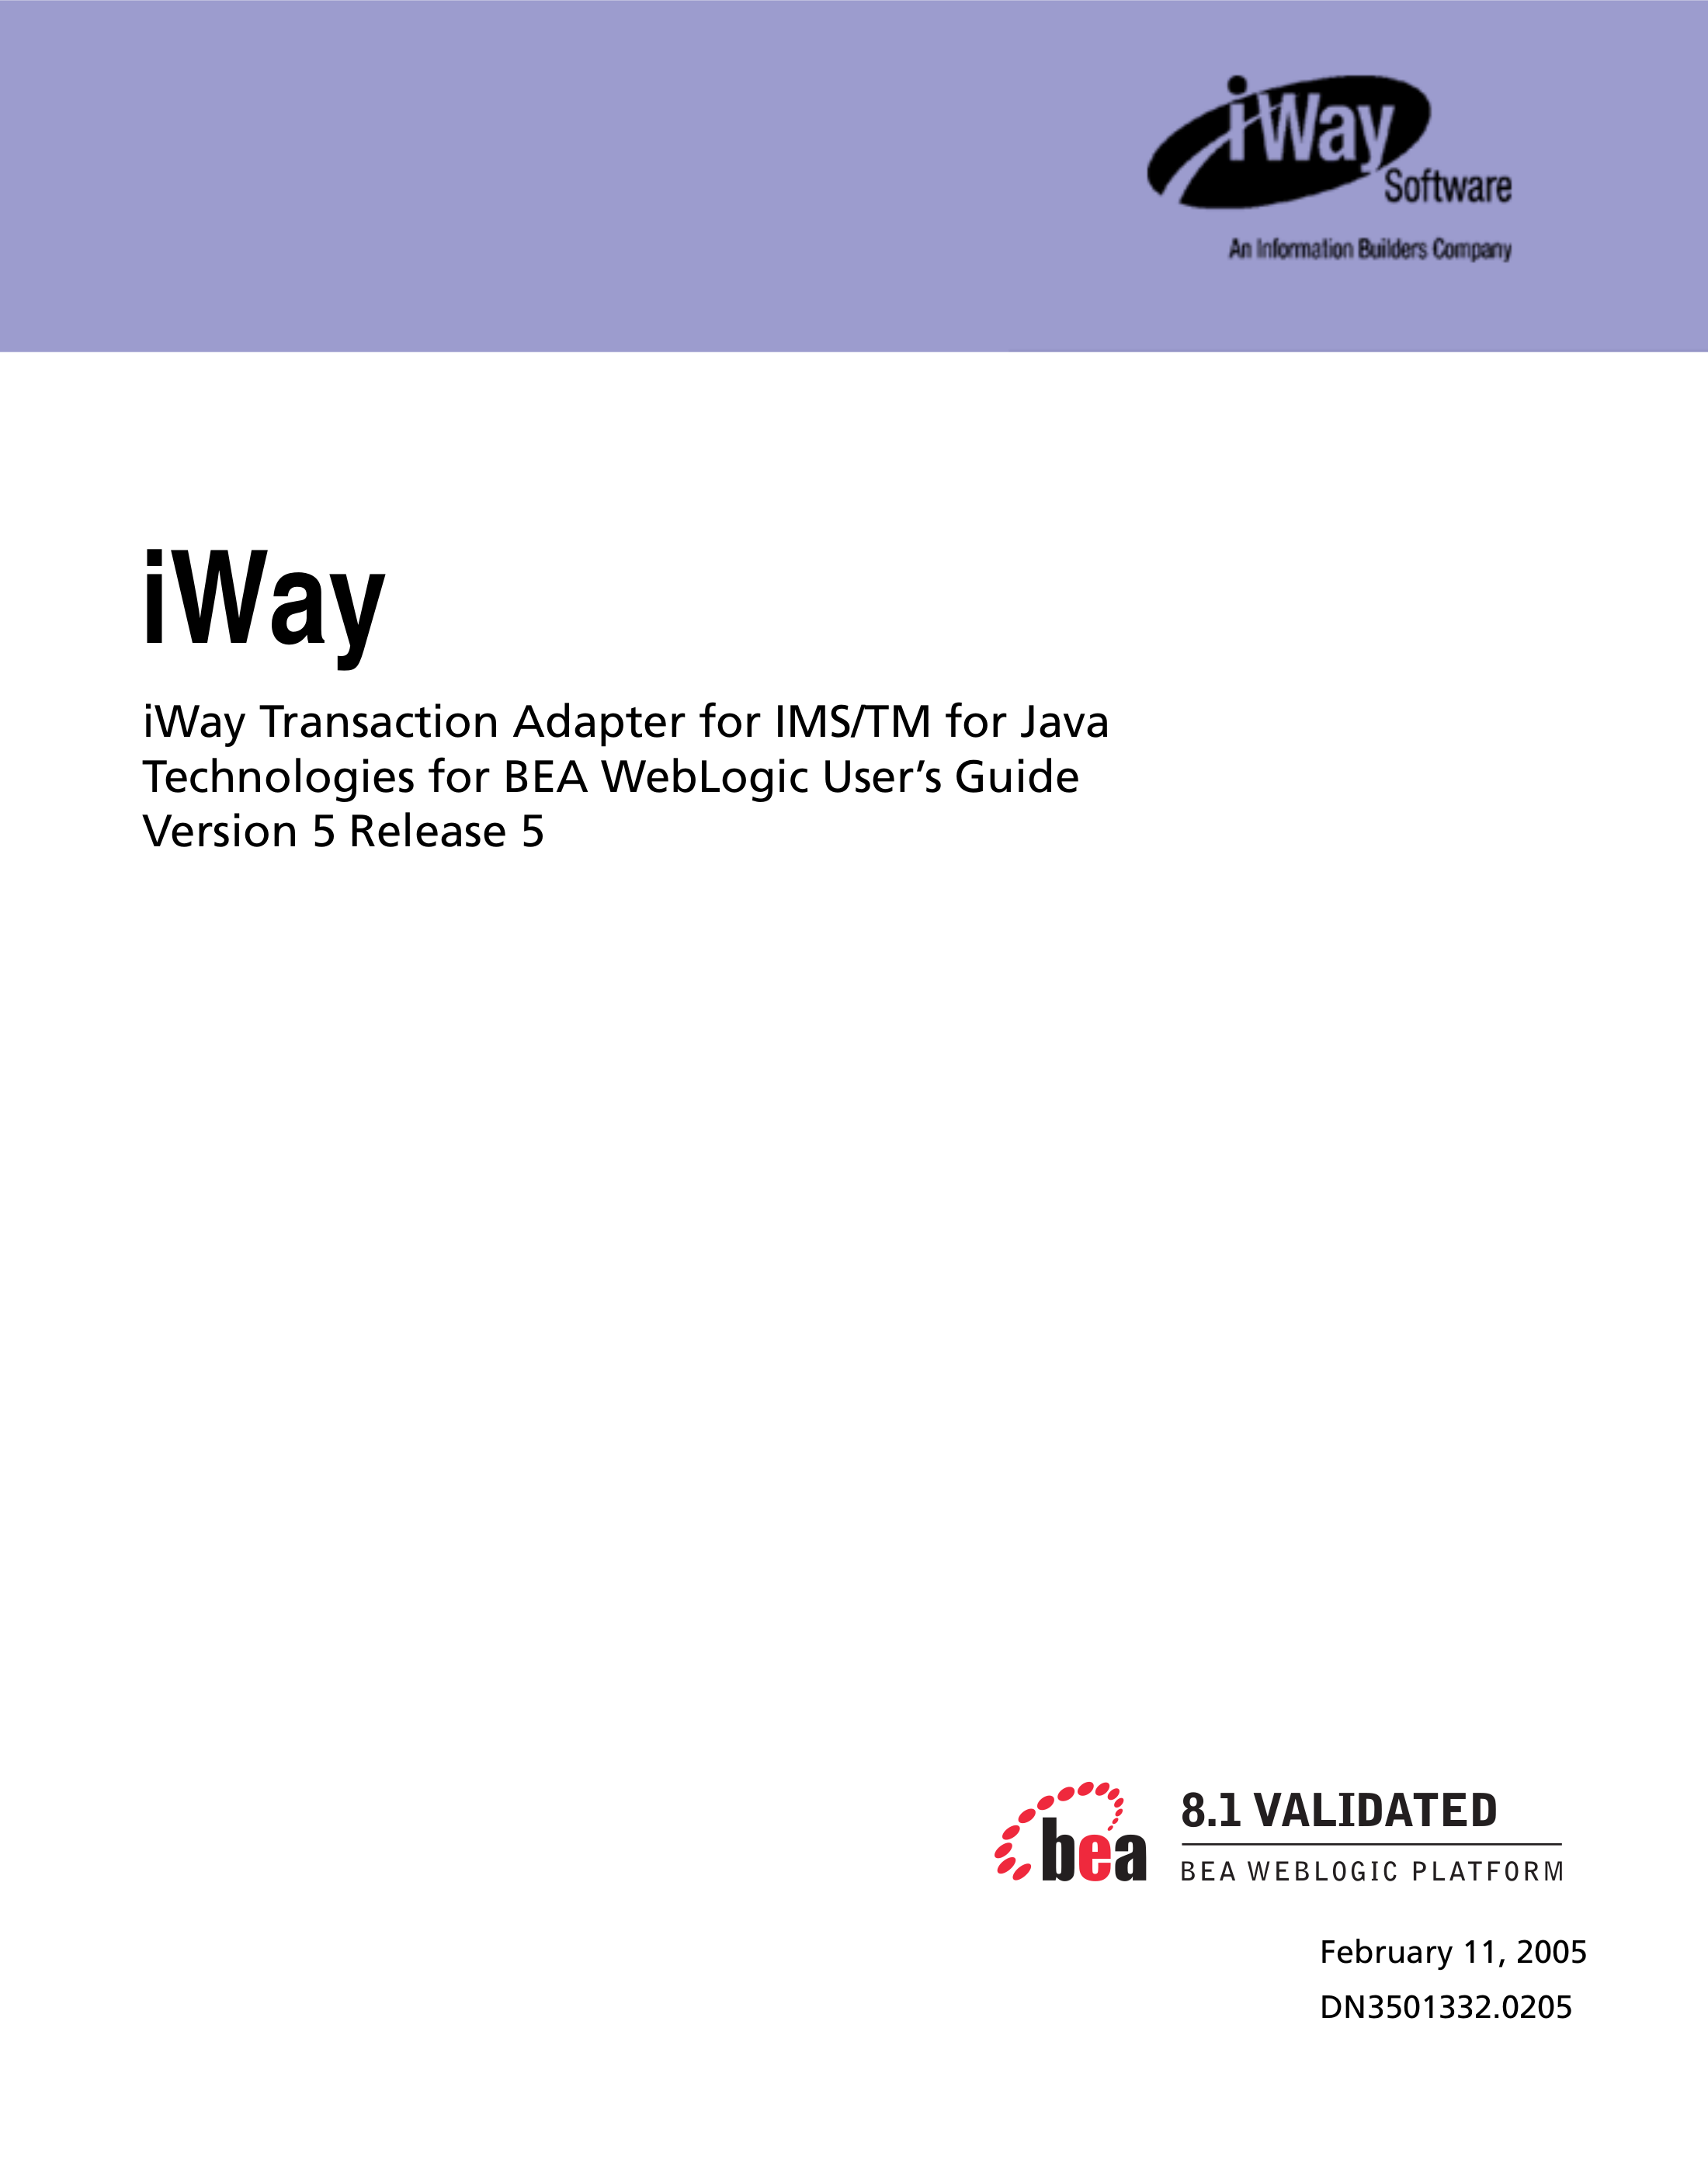 iWay
Software
An Information Builders Company
iWay
iWay Transaction Adapter for IMS/TM for Java
Technologies for BEA WebLogic User’s Guide
Version 5 Release 5
bea
8.1 VALIDATED
BEA WEBLOGIC PLATFORM
February 11, 2005
DN3501332.0205